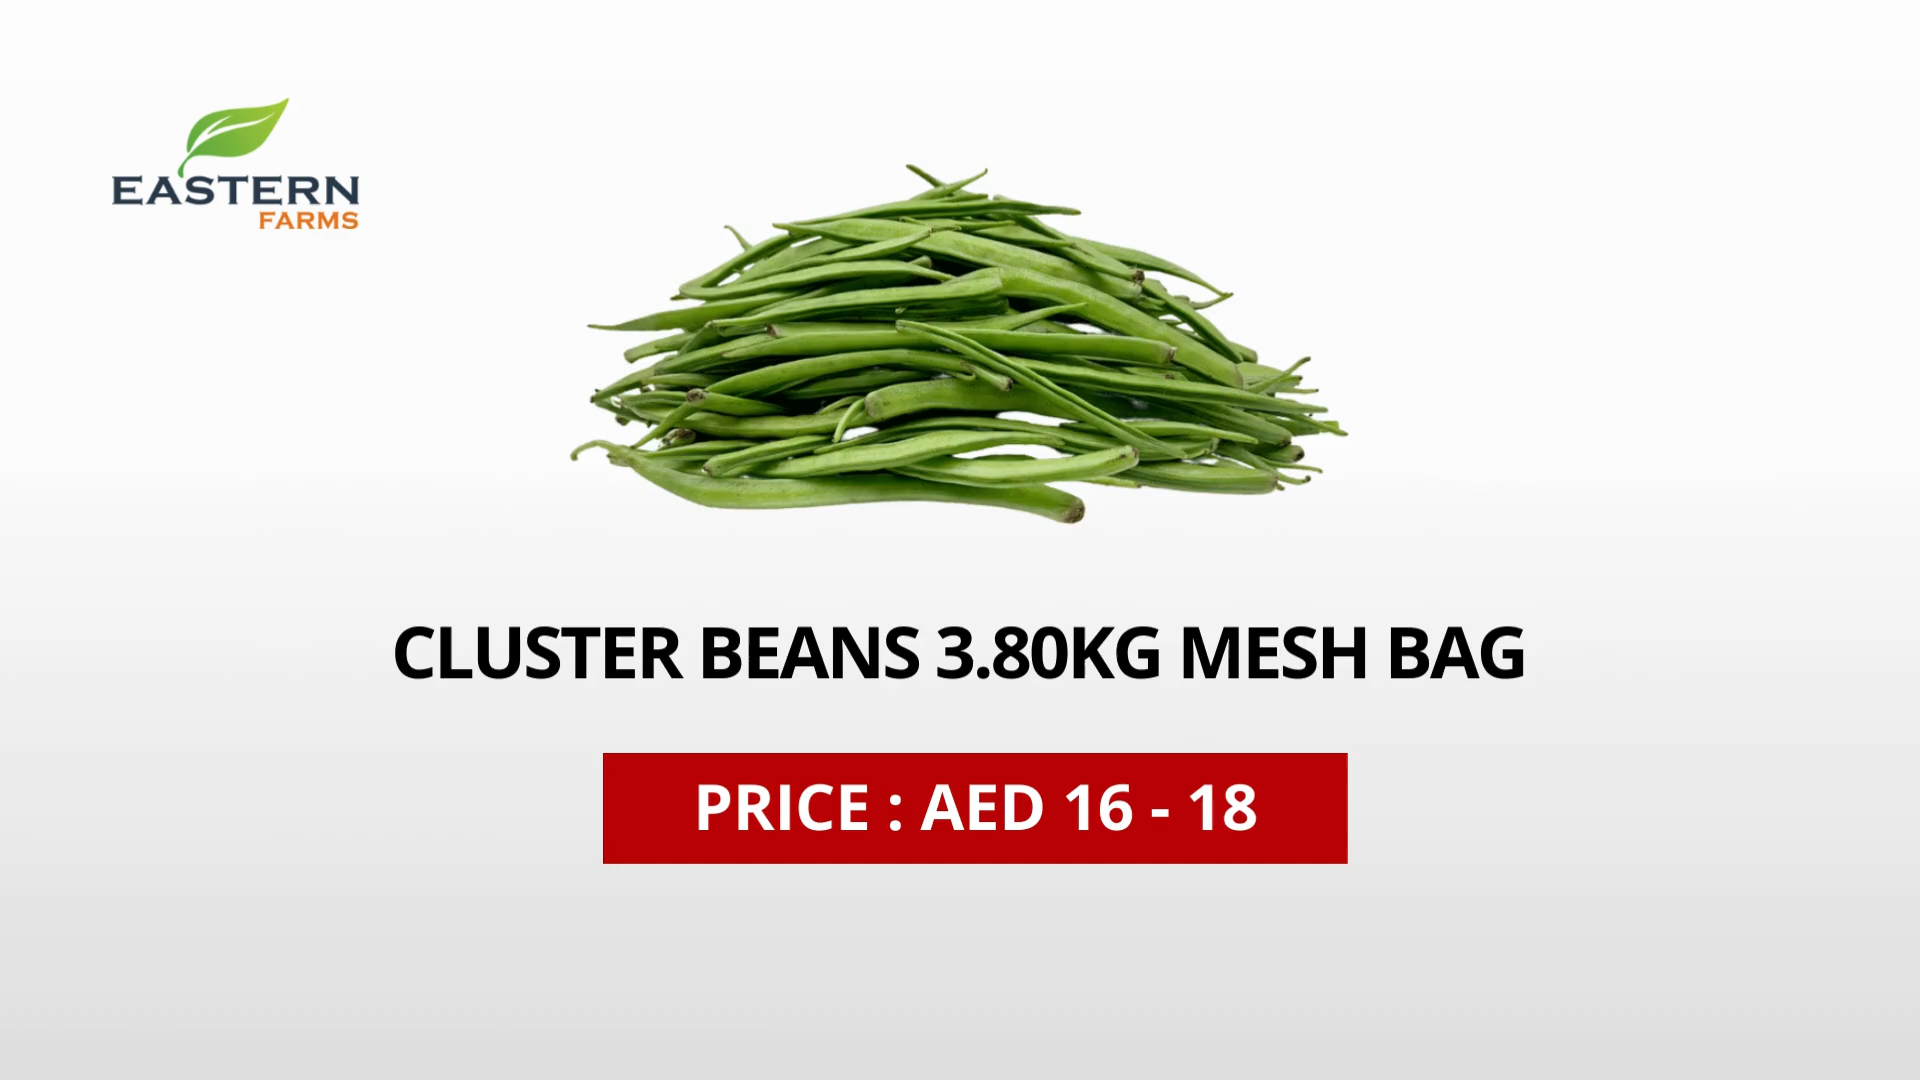 EASTERN
FARMS
CLUSTER BEANS 3.80KG MESH BAG
PRICE : AED 16 - 18